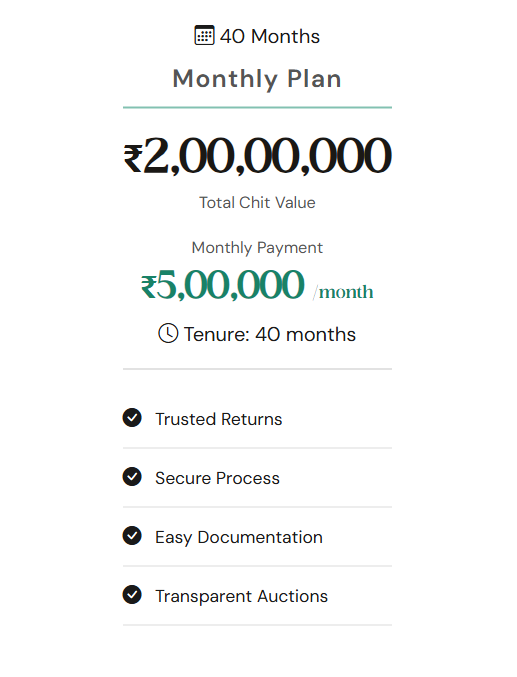 40 Months
Monthly Plan
₹2,00,00,000
Total Chit Value
Monthly Payment
₹5,00,000 /month
Tenure: 40 months
Trusted Returns
Secure Process
Easy Documentation
Transparent Auctions